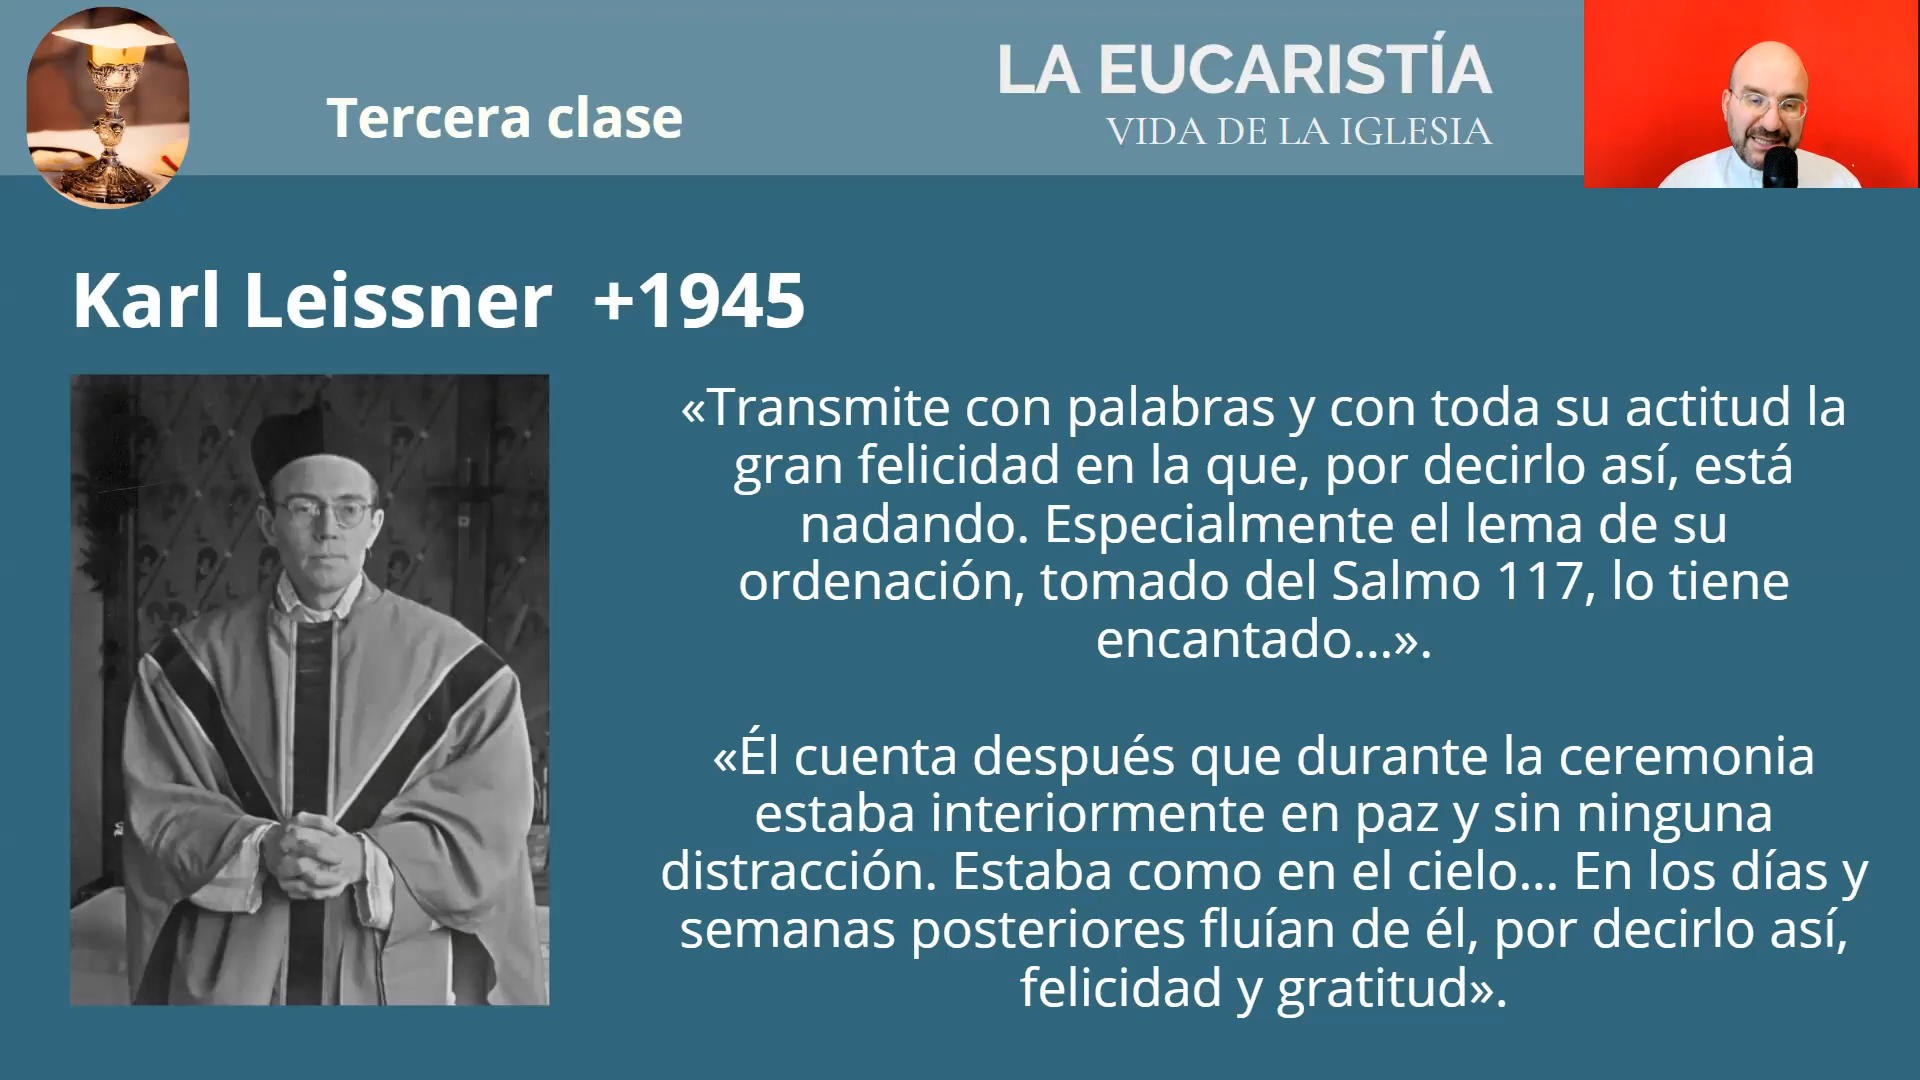 Tercera clase
LA EUCARISTÍA
VIDA DE LA IGLESIA
Karl Leissner +1945
«Transmite con palabras y con toda su actitud la
gran felicidad en la que, por decirlo así, está
nadando. Especialmente el lema de su
ordenación, tomado del Salmo 117, lo tiene
encantado...».
«Él cuenta después que durante la ceremonia
estaba interiormente en paz y sin ninguna
distracción. Estaba como en el cielo... En los días y
semanas posteriores fluían de él, por decirlo así,
felicidad y gratitud».